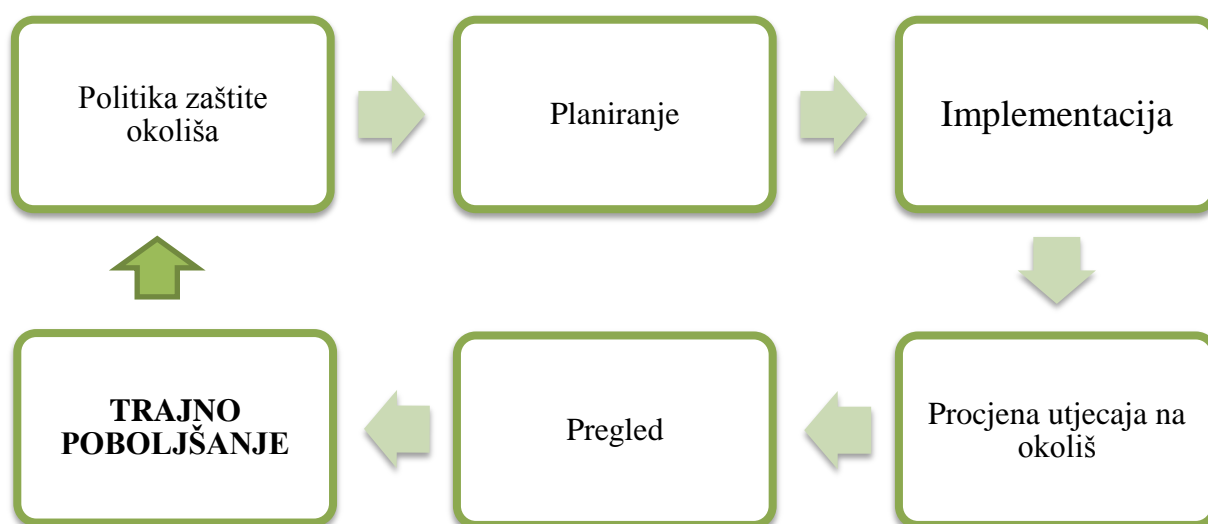 Politika zaštite
okoliša
Planiranje
Implementacija
TRAJNO
POBOLJŠANJE
Pregled
Procjena utjecaja na
okoliš